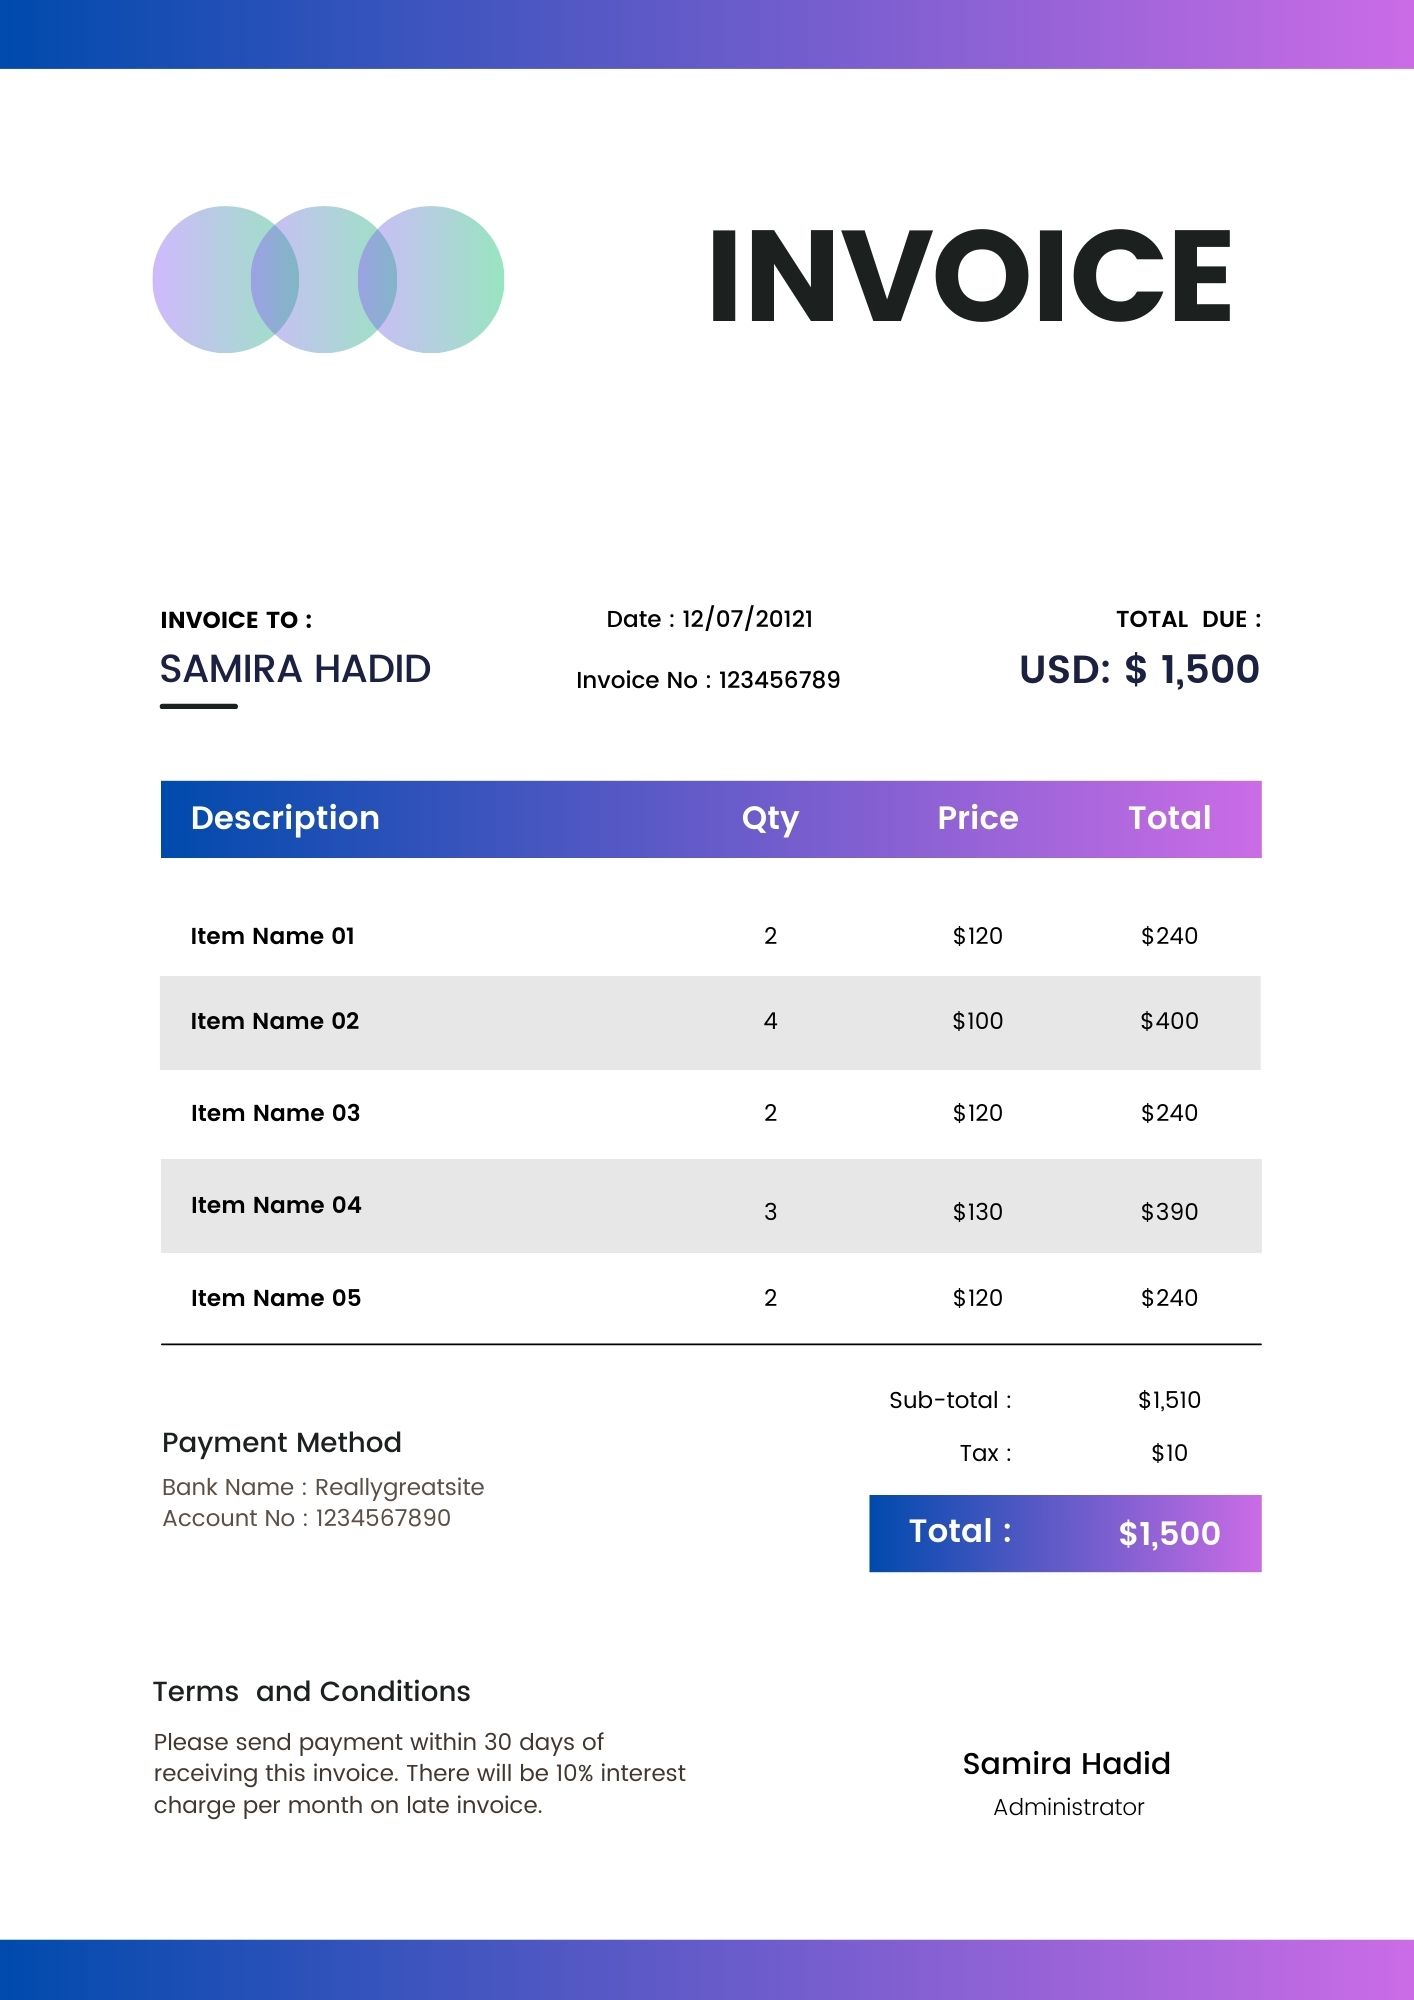 INVOICE
INVOICE TO :
SAMIRA HADID
Date : 12/07/20121
Invoice No : 123456789
TOTAL DUE :
USD: $ 1,500
Description Qty Price Total
Item Name 01 2 $120 $240
Item Name 02 4 $100 $400
Item Name 03 2 $120 $240
Item Name 04 3 $130 $390
Item Name 05 2 $120 $240
Sub-total : $1,510
Tax : $10
Total : $1,500
Payment Method
Bank Name : Reallygreatsite
Account No : 1234567890
Terms and Conditions
Please send payment within 30 days of
receiving this invoice. There will be 10% interest
charge per month on late invoice.
Samira Hadid
Administrator